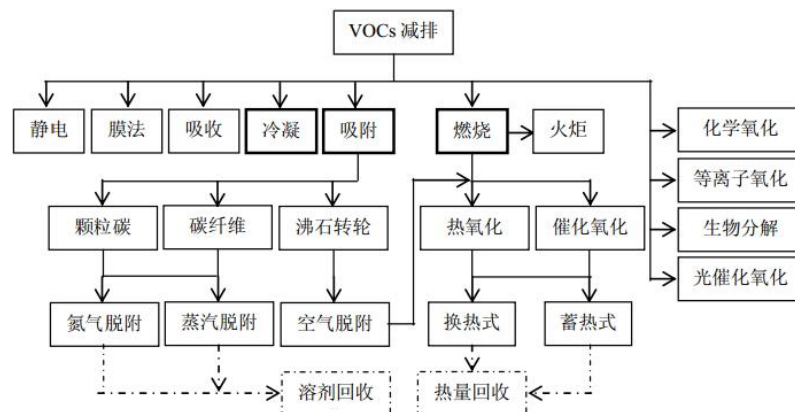 VOCs 减排
静电
膜法
吸收
冷凝
吸附
燃烧
火炬
化学氧化
等离子氧化
生物分解
光催化氧化
颗粒碳
碳纤维
沸石转轮
热氧化
催化氧化
氮气脱附
蒸汽脱附
空气脱附
换热式
蓄热式
溶剂回收
热量回收